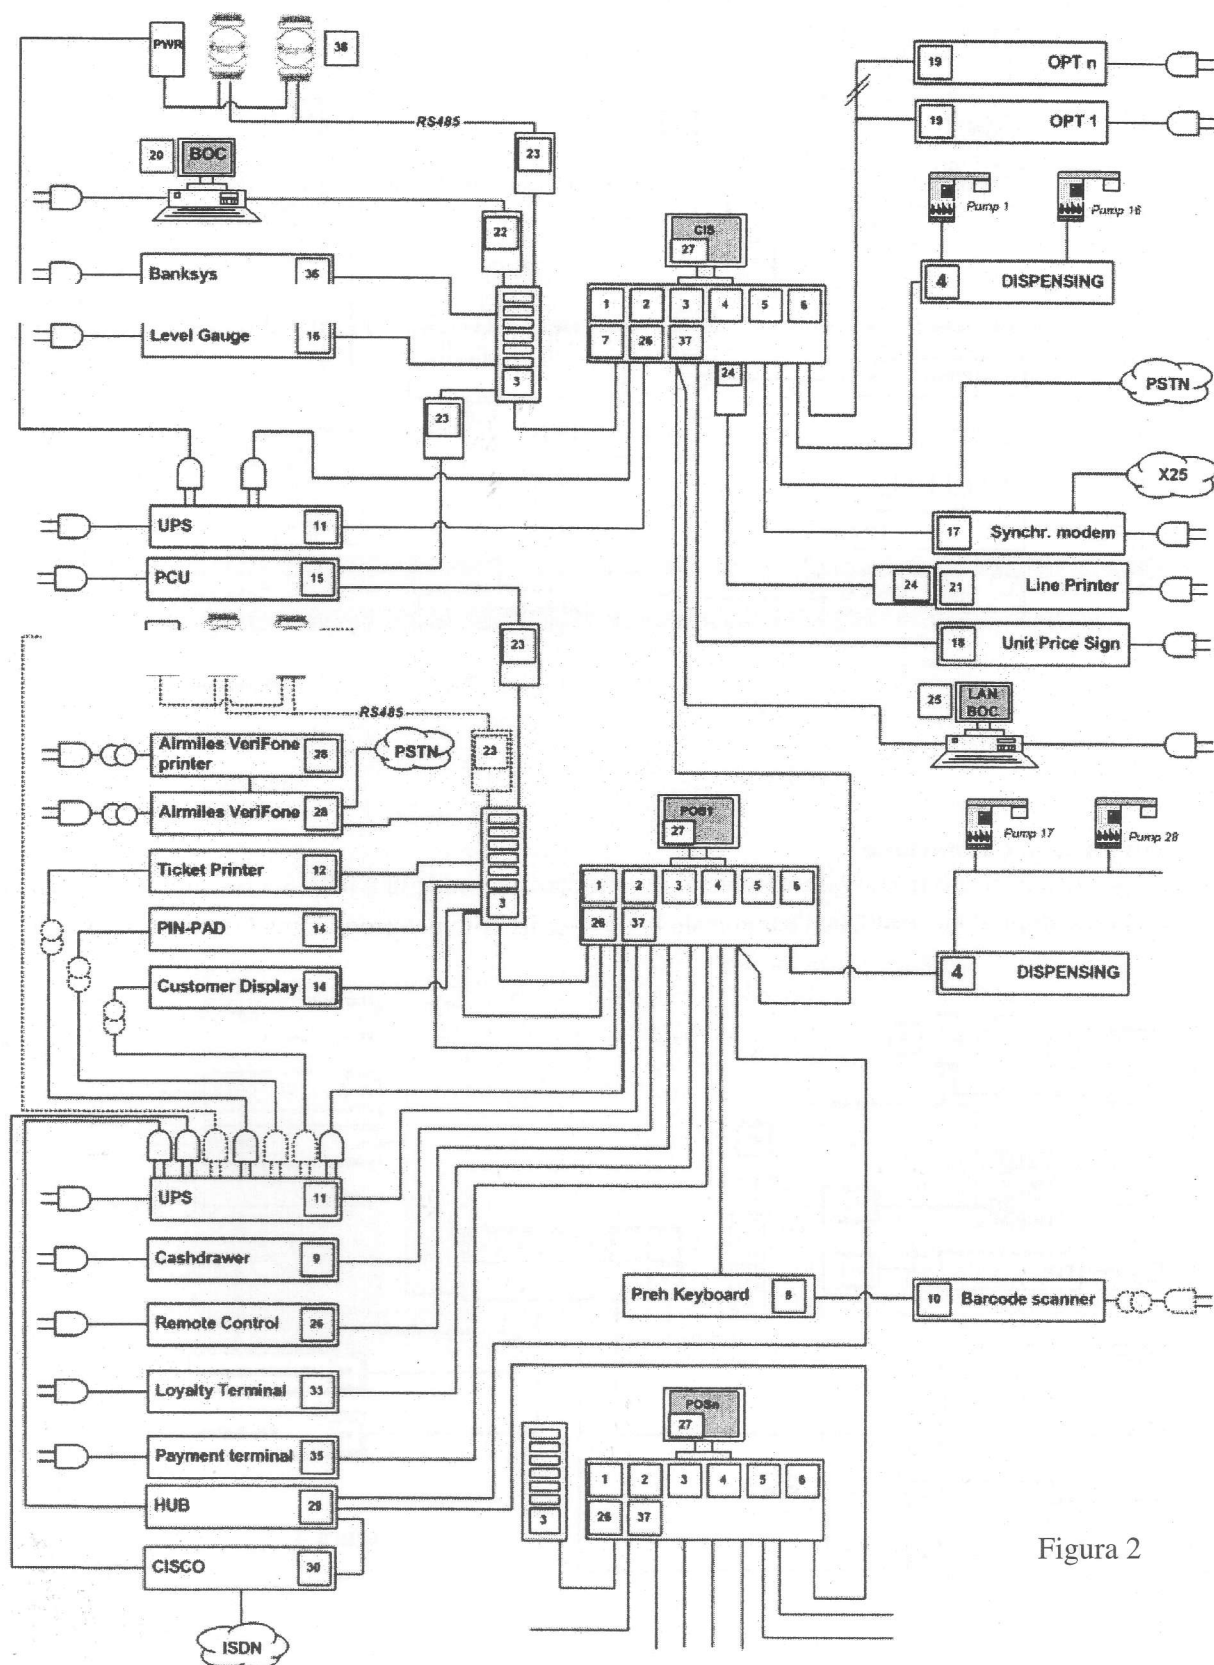 PWR
38
RS485
23
20
BOC
22
Banksys 36
Level Gauge 16
3
23
UPS 11
PCU 15
23
19 OPT n
19 OPT 1
Pump 1
Pump 16
4 DISPENSING
CIS
27
1 2 3 4 5 6
7 26 37
24
PSTN
X25
17 Synchr. modem
24 21 Line Printer
18 Unit Price Sign
25
LAN
BOC
RS485
23
Airmiles VeriFone
printer
28
PSTN
Airmiles VeriFone 28
Ticket Printer 12
PIN-PAD 14
Customer Display 14
3
POS1
27
1 2 3 4 5 6
26 37
Pump 17
Pump 28
4 DISPENSING
UPS 11
Cashdrawer 9
Remote Control 26
Loyalty Terminal 33
Payment terminal 35
HUB 29
CISCO 30
ISDN
Preh Keyboard 8
10 Barcode scanner
POSn
27
3
1 2 3 4 5 6
26 37
Figura 2